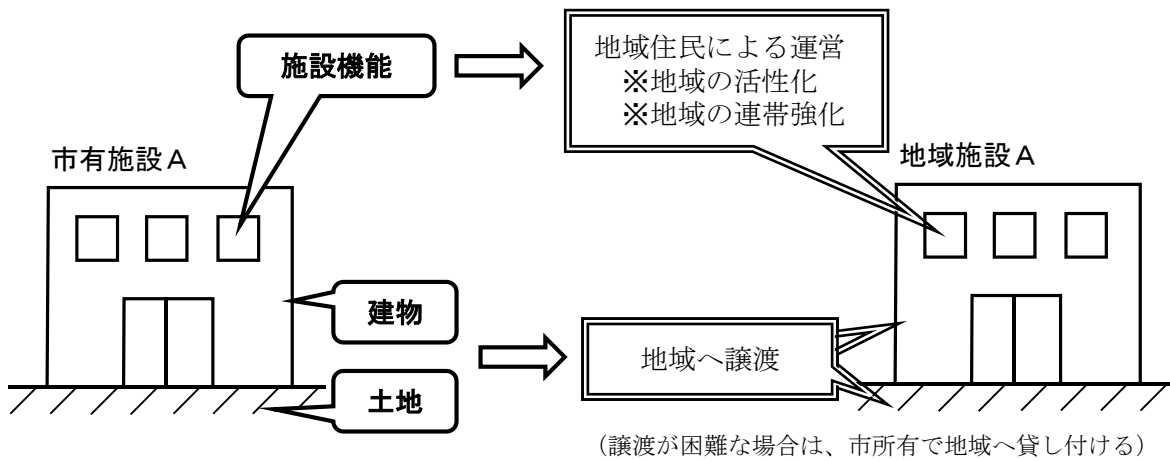 施設機能
地域住民による運営
※地域の活性化
※地域の連帯強化
市有施設A
地域施設A
建物
地域へ譲渡
土地
(譲渡が困難な場合は、市所有で地域へ貸し付ける)